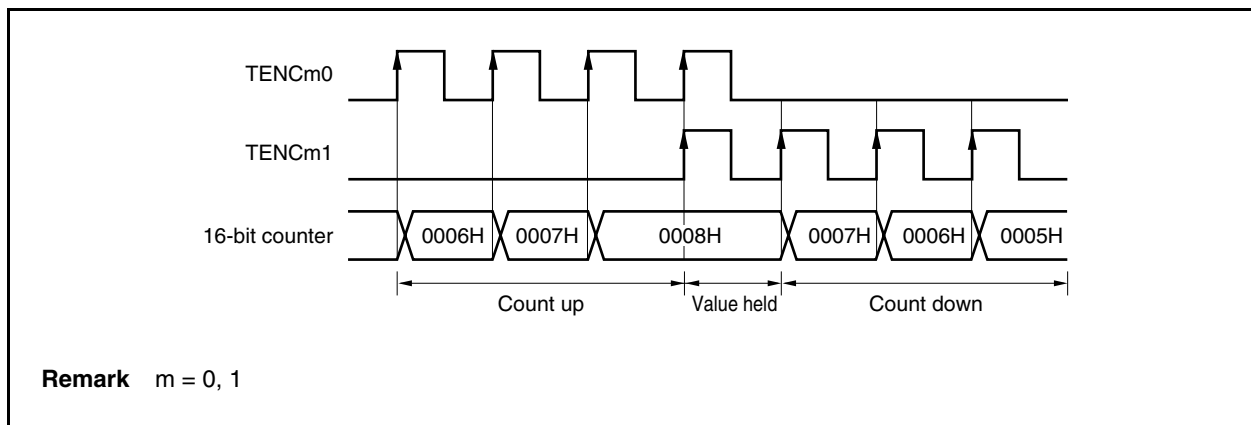 TENCm0
TENCm1
16-bit counter
0006H 0007H 0008H 0007H 0006H 0005H
Count up Value held Count down
Remark m = 0, 1